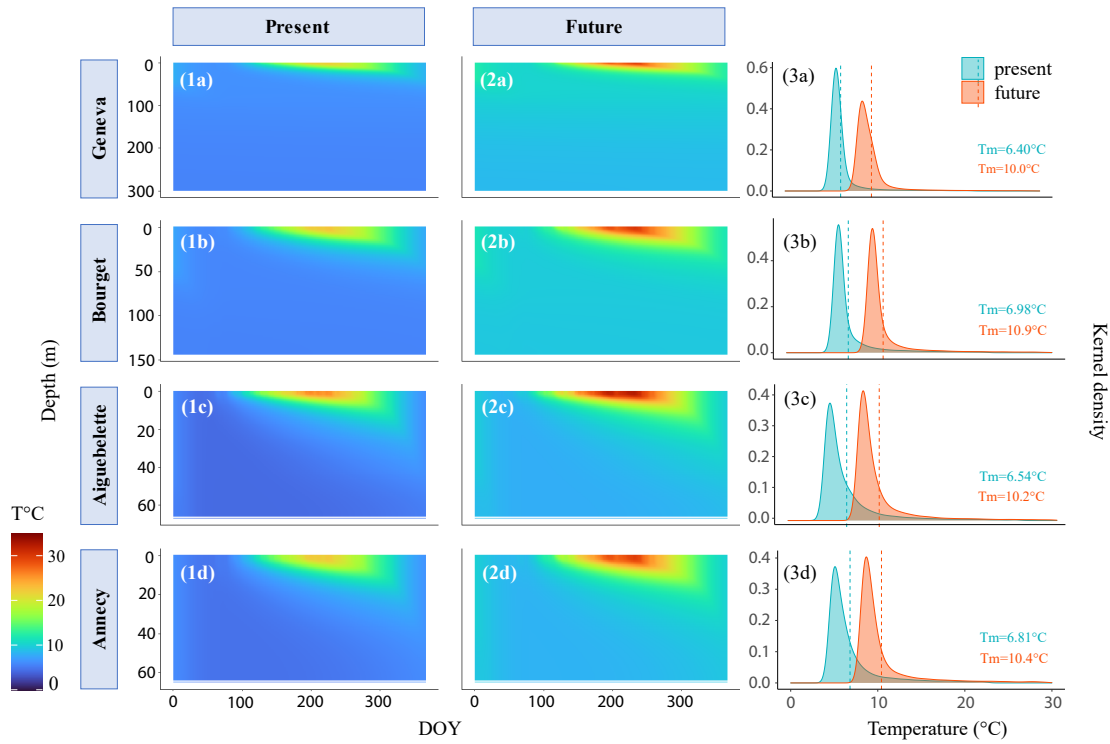 Present
Future
Geneva
0
100
200
300
(1a)
(2a)
(3a)
0.6
0.4
0.2
0.0
present
future
Tm=6.40°C
Tm=10.0°C
Bourget
0
50
100
150
(1b)
(2b)
(3b)
0.4
0.2
0.0
Tm=6.98°C
Tm=10.9°C
Depth (m)
Kernel density
Aiguebelette
0
20
40
60
(1c)
(2c)
(3c)
0.4
0.3
0.2
0.1
0.0
Tm=6.54°C
Tm=10.2°C
T°C
30
20
10
0
Annecy
0
20
40
60
(1d)
(2d)
(3d)
0.4
0.3
0.2
0.1
0.0
Tm=6.81°C
Tm=10.4°C
0
100
200
300
0
100
200
300
0
10
20
30
DOY
Temperature (°C)